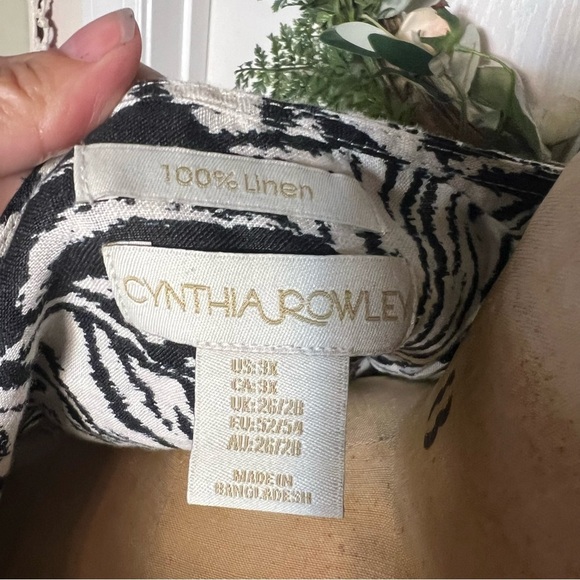 100% Linen
CYNTHIA ROWLEY
US: 3X
CA: 3X
UK: 26/28
EU: 52/54
AU: 26/28
MADE IN
BANGLADESH